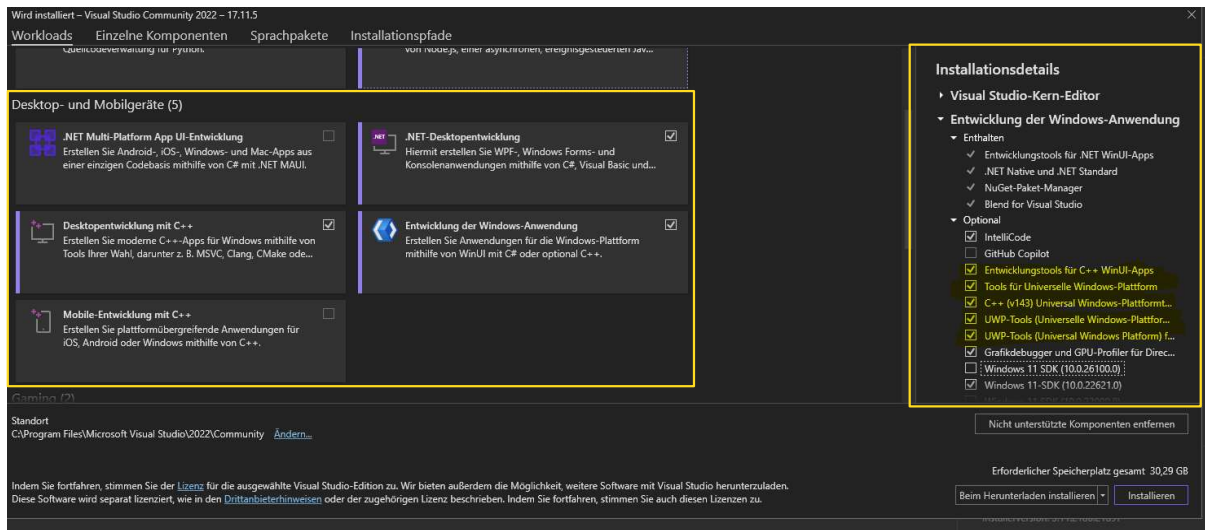 Wird installiert – Visual Studio Community 2022 – 17.11.5
Workloads Einzelne Komponenten Sprachpakete Installationspfade
Quellcodeverwaltung für Python.
von Node.js, einer asynchronen, ereignisgesteuerten Jav...
Desktop- und Mobilgeräte (5)
.NET Multi-Platform App UI-Entwicklung
Erstellen Sie Android-, iOS-, Windows- und Mac-Apps aus
einer einzigen Codebasis mithilfe von C# mit .NET MAUI.
.NET-Desktopentwicklung
Hiermit erstellen Sie WPF-, Windows Forms- und
Konsolenanwendungen mithilfe von C#, Visual Basic und...
Desktopentwicklung mit C++
Erstellen Sie moderne C++-Apps für Windows mithilfe von
Tools Ihrer Wahl, darunter z. B. MSVC, Clang, CMake ode...
Entwicklung der Windows-Anwendung
Erstellen Sie Anwendungen für die Windows-Plattform
mithilfe von WinUI mit C# oder optional C++.
Mobile-Entwicklung mit C++
Erstellen Sie plattformübergreifende Anwendungen für
iOS, Android oder Windows mithilfe von C++.
Gaming (2)
Installationsdetails
Visual Studio-Kern-Editor
Entwicklung der Windows-Anwendung
Enthalten
Entwicklungstools für .NET WinUI-Apps
.NET Native und .NET Standard
NuGet-Paket-Manager
Blend for Visual Studio
Optional
IntelliCode
GitHub Copilot
Entwicklungstools für C++ WinUI-Apps
Tools für Universelle Windows-Plattform
C++ (v143) Universal Windows-Plattformt...
UWP-Tools (Universelle Windows-Plattfor...
UWP-Tools (Universal Windows Platform) f...
Grafikdebugger und GPU-Profiler für Direc...
Windows 11 SDK (10.0.26100.0)
Windows 11-SDK (10.0.22621.0)
Standort
C:\Program Files\Microsoft Visual Studio\2022\Community Ändern...
Nicht unterstützte Komponenten entfernen
Erforderlicher Speicherplatz gesamt 30,29 GB
Indem Sie fortfahren, stimmen Sie der Lizenz für die ausgewählte Visual Studio-Edition zu. Wir bieten außerdem die Möglichkeit, weitere Software mit Visual Studio herunterzuladen.
Diese Software wird separat lizenziert, wie in den Drittanbieterhinweisen oder der zugehörigen Lizenz beschrieben. Indem Sie fortfahren, stimmen Sie auch diesen Lizenzen zu.
Beim Herunterladen installieren Installieren